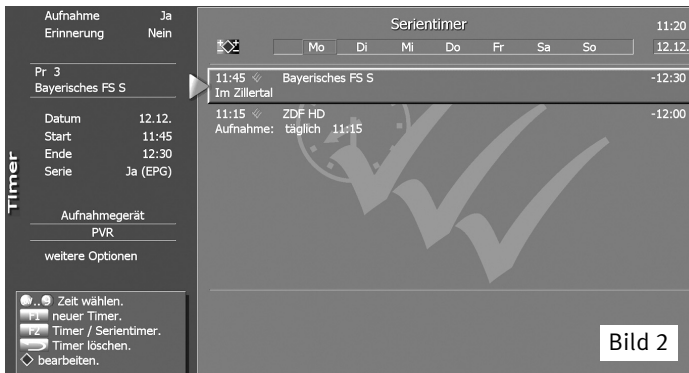 Aufnahme Ja
Erinnerung Nein
Pr 3
Bayerisches FS S
Datum 12.12.
Start 11:45
Ende 12:30
Serie Ja (EPG)
Aufnahmegerät
PVR
weitere Optionen
Timer
..9 Zeit wählen.
F1 neuer Timer.
F2 Timer / Serientimer.
Timer löschen.
bearbeiten.
Serientimer 11:20
Mo Di Mi Do Fr Sa So 12.12.
11:45 Bayerisches FS S -12:30
Im Zillertal
11:15 ZDF HD -12:00
Aufnahme: täglich 11:15
Bild 2